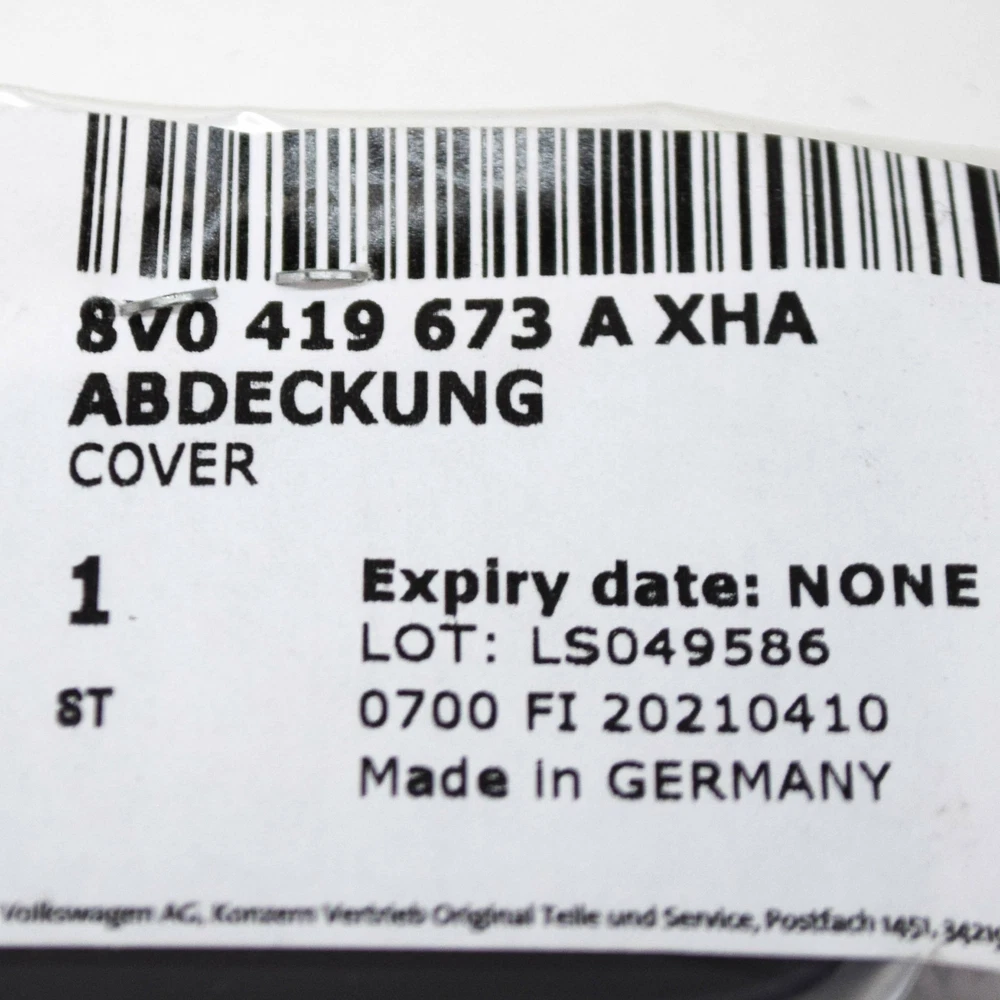 8V0 419 673 A XHA
ABDECKUNG
COVER
1
Expiry date: NONE
LOT: LS049586
ST
0700 FI 20210410
Made in GERMANY
Volkswagen AG, Konzern Vertrieb Original Teile und Service, Postfach 1451, 34219